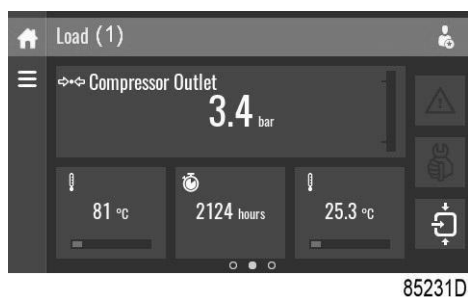 Load (1)
Compressor Outlet
3.4 bar
81 °C
2124 hours
25.3 °C
85231D